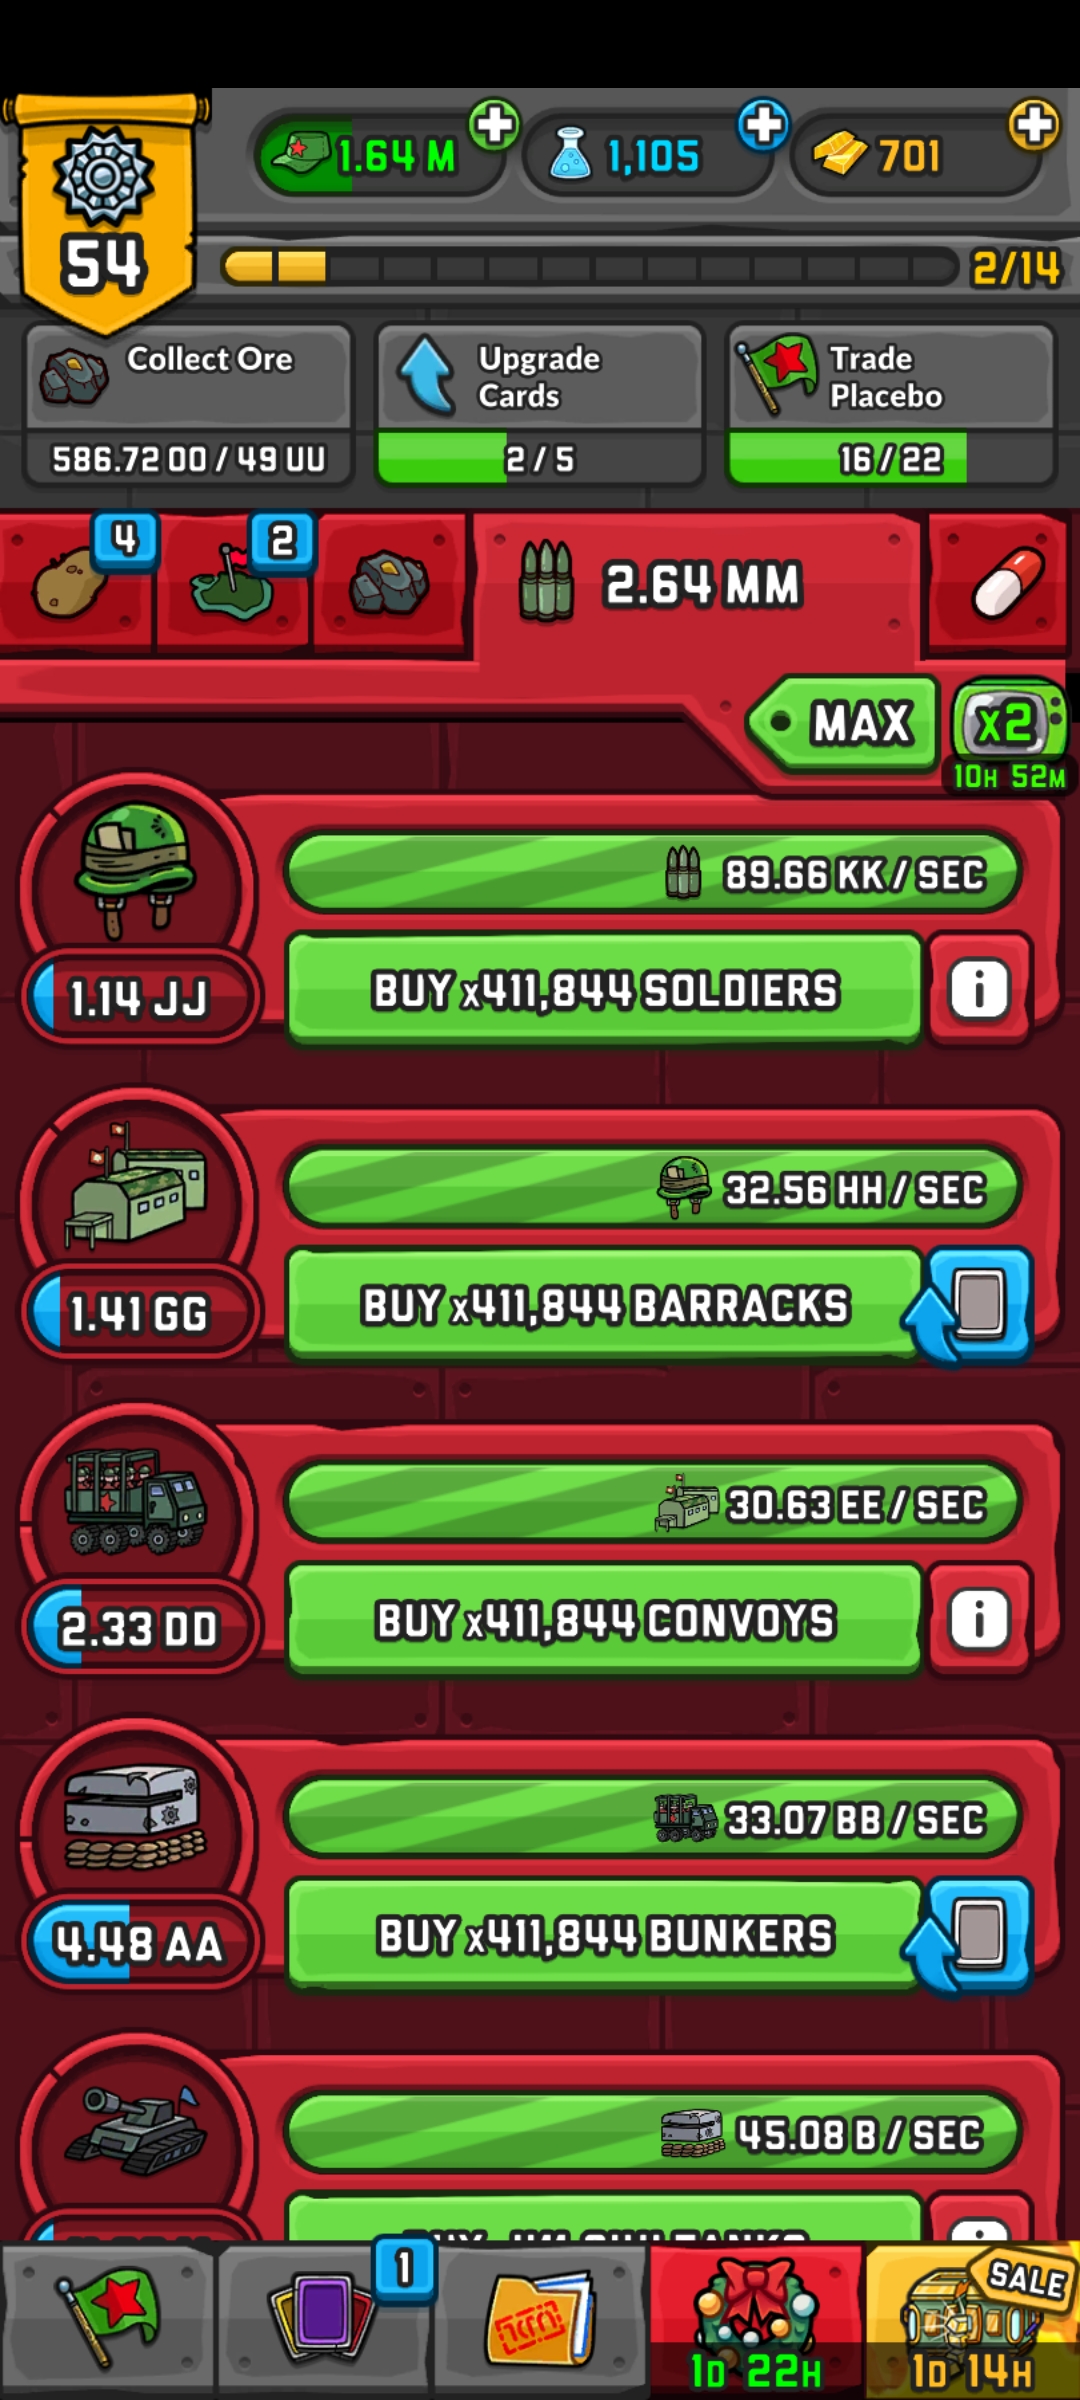 54
1.64 M
1,105
701
2/14
Collect Ore
586.72 OO / 49 UU
Upgrade
Cards
2 / 5
Trade
Placebo
16 / 22
4
2
2.64 MM
MAX
x2
10H 52M
89.66 KK / SEC
1.14 JJ
BUY x411,844 SOLDIERS
i
32.56 HH / SEC
1.41 GG
BUY x411,844 BARRACKS
30.63 EE / SEC
2.33 DD
BUY x411,844 CONVOYS
i
33.07 BB / SEC
4.48 AA
BUY x411,844 BUNKERS
45.08 B / SEC
1
SALE
1D 22H
1D 14H